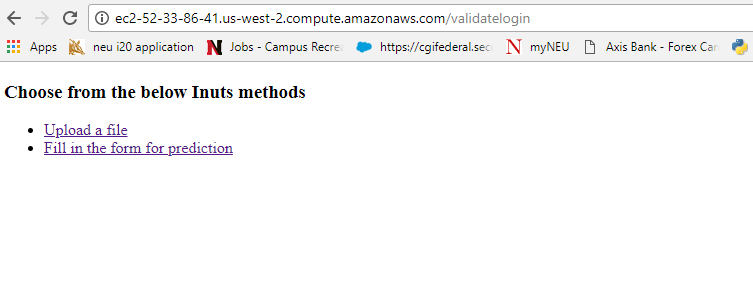 ec2-52-33-86-41.us-west-2.compute.amazonaws.com/validatelogin
Apps neu i20 application Jobs - Campus Recrea https://cgifederal.sec N myNEU Axis Bank - Forex Car
Choose from the below Inuts methods
Upload a file
Fill in the form for prediction